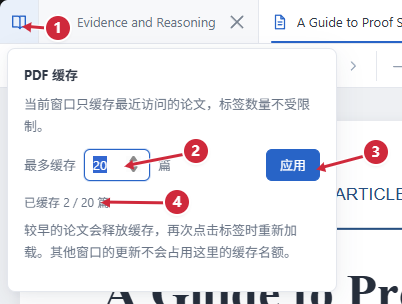 1
Evidence and Reasoning
A Guide to Proof S
PDF 缓存
当前窗口只缓存最近访问的论文，标签数量不受限
制。
最多缓存 20 篇
2
应用
3
已缓存 2 / 20 篇
4
较早的论文会释放缓存，再次点击标签时重新加
载。其他窗口的更新不会占用这里的缓存名额。
ARTICLE
A Guide to Proo